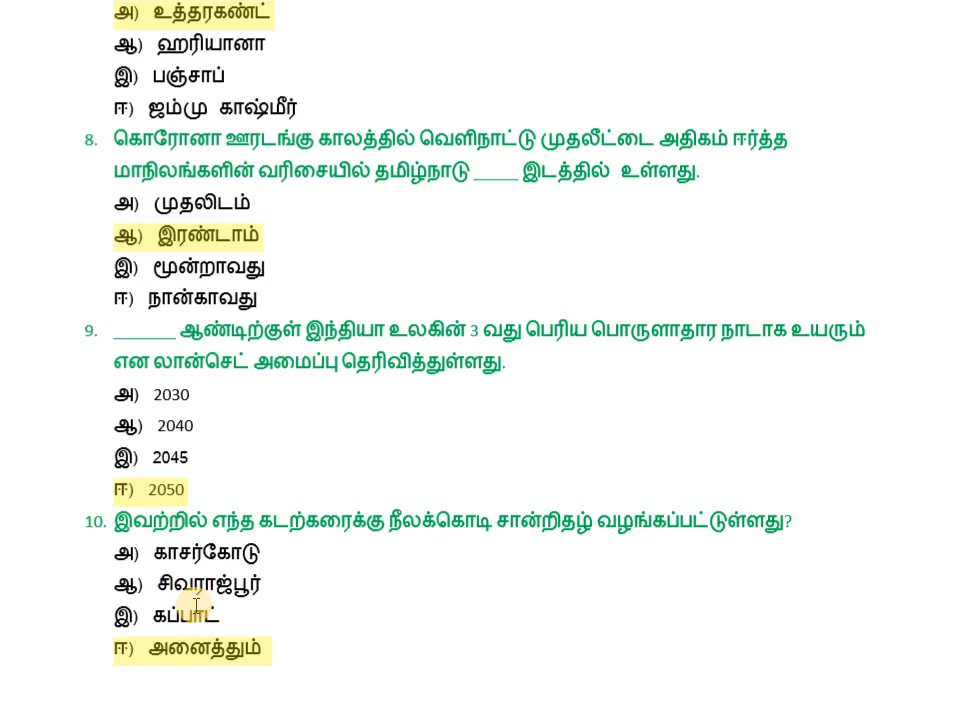 அ) உத்தரகண்ட்
ஆ) ஹரியானா
இ) பஞ்சாப்
ஈ) ஜம்மு காஷ்மீர்
8. கொரோனா ஊரடங்கு காலத்தில் வெளிநாட்டு முதலீட்டை அதிகம் ஈர்த்த
மாநிலங்களின் வரிசையில் தமிழ்நாடு _____ இடத்தில் உள்ளது.
அ) முதலிடம்
ஆ) இரண்டாம்
இ) மூன்றாவது
ஈ) நான்காவது
9. _______ ஆண்டிற்குள் இந்தியா உலகின் 3 வது பெரிய பொருளாதார நாடாக உயரும்
என லான்செட் அமைப்பு தெரிவித்துள்ளது.
அ) 2030
ஆ) 2040
இ) 2045
ஈ) 2050
10. இவற்றில் எந்த கடற்கரைக்கு நீலக்கொடி சான்றிதழ் வழங்கப்பட்டுள்ளது?
அ) காசர்கோடு
ஆ) சிவராஜ்பூர்
இ) கப்பாட்
ஈ) அனைத்தும்